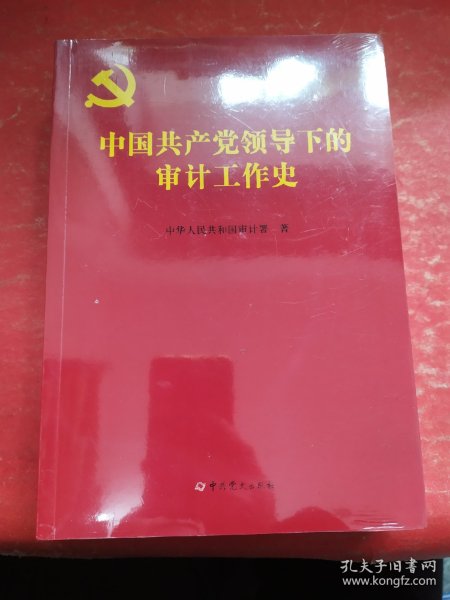 中国共产党领导下的
审计工作史
中华人民共和国审计署 著
中共党史出版社
孔夫子旧书网
www.kongfz.com